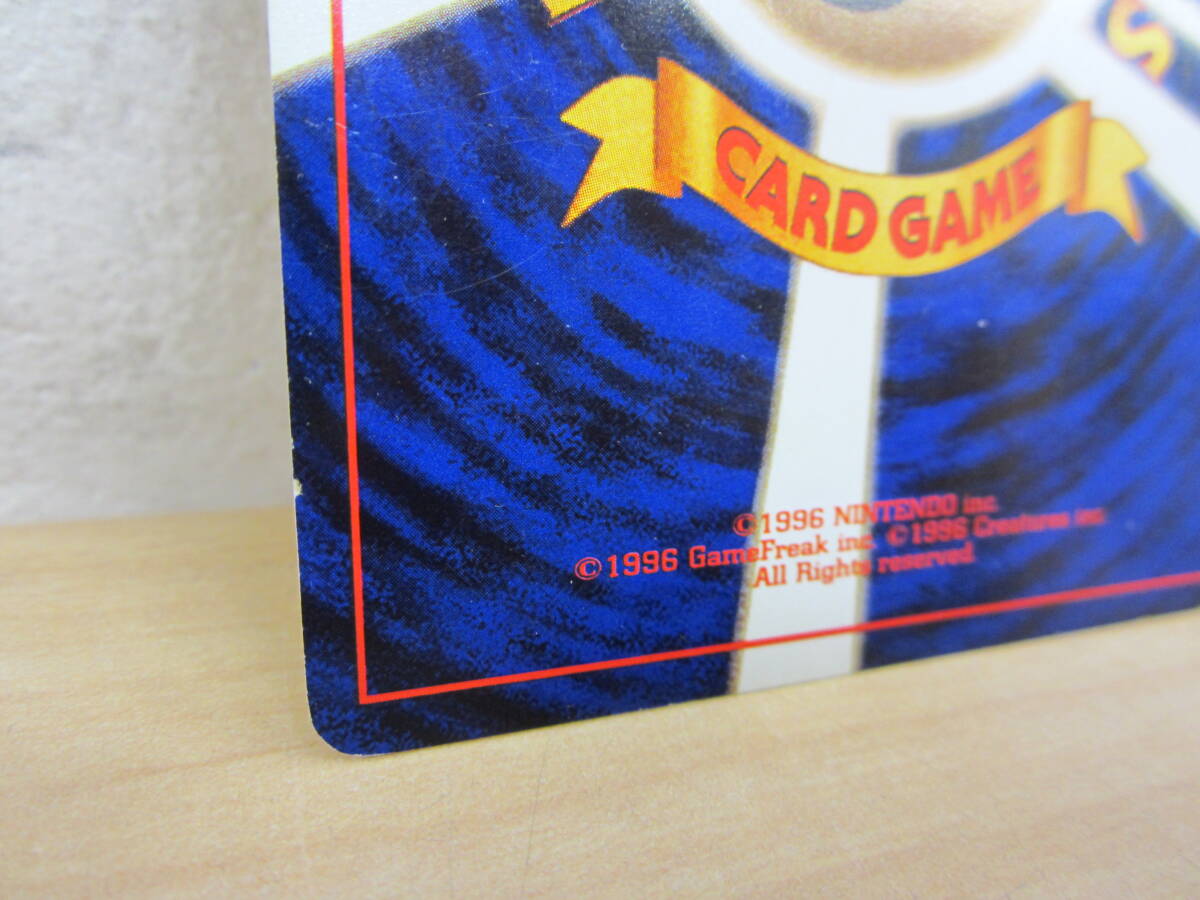 S
CARD GAME
©1996 NINTENDO inc.
©1996 GameFreak inc. ©1996 Creatures inc.
All Rights reserved.